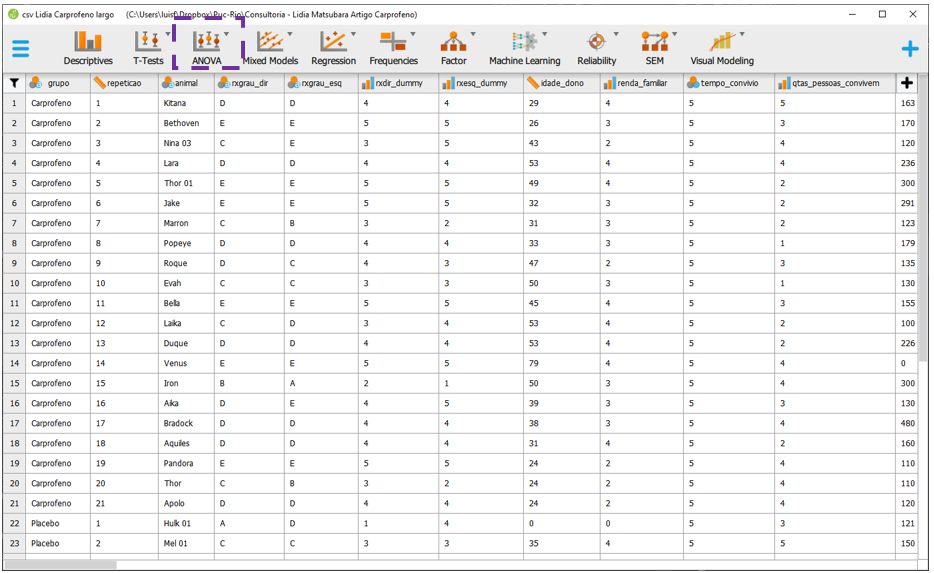 csv Lidia Carprofeno largo (C:\Users\luisf\Dropbox\Puc-Rio\Consultoria - Lidia Matsubara Artigo Carprofeno)
Descriptives T-Tests ANOVA Mixed Models Regression Frequencies Factor Machine Learning Reliability SEM Visual Modeling
grupo repeticao animal rxgrau_dir rxgrau_esq rxdir_dummy rxesq_dummy idade_dono renda_familiar tempo_convivio qtas_pessoas_convivem
1 Carprofeno 1 Kitana D D 4 4 29 4 5 5 163
2 Carprofeno 2 Bethoven E E 5 5 26 3 5 3 170
3 Carprofeno 3 Nina 03 C E 3 5 43 2 5 4 120
4 Carprofeno 4 Lara D D 4 4 53 4 5 4 236
5 Carprofeno 5 Thor 01 E E 5 5 49 4 5 2 300
6 Carprofeno 6 Jake E E 5 5 32 3 5 2 291
7 Carprofeno 7 Marron C B 3 2 31 3 5 2 123
8 Carprofeno 8 Popeye D D 4 4 33 3 5 1 179
9 Carprofeno 9 Roque D C 4 3 47 2 5 3 135
10 Carprofeno 10 Evah C C 3 3 50 3 5 1 130
11 Carprofeno 11 Bella E E 5 5 45 4 5 3 155
12 Carprofeno 12 Laika C D 3 4 53 4 5 2 100
13 Carprofeno 13 Duque D D 4 4 53 4 5 2 226
14 Carprofeno 14 Venus E E 5 5 79 4 5 4 0
15 Carprofeno 15 Iron B A 2 1 50 3 5 4 300
16 Carprofeno 16 Aika D E 4 5 39 3 5 3 130
17 Carprofeno 17 Bradock D D 4 4 38 3 5 4 480
18 Carprofeno 18 Aquiles D D 4 4 31 4 5 2 160
19 Carprofeno 19 Pandora E E 5 5 24 2 5 4 110
20 Carprofeno 20 Thor C B 3 2 24 2 5 4 110
21 Carprofeno 21 Apolo D D 4 4 24 2 5 4 120
22 Placebo 1 Hulk 01 A D 1 4 0 0 5 3 121
23 Placebo 2 Mel 01 C C 3 3 35 4 5 5 150